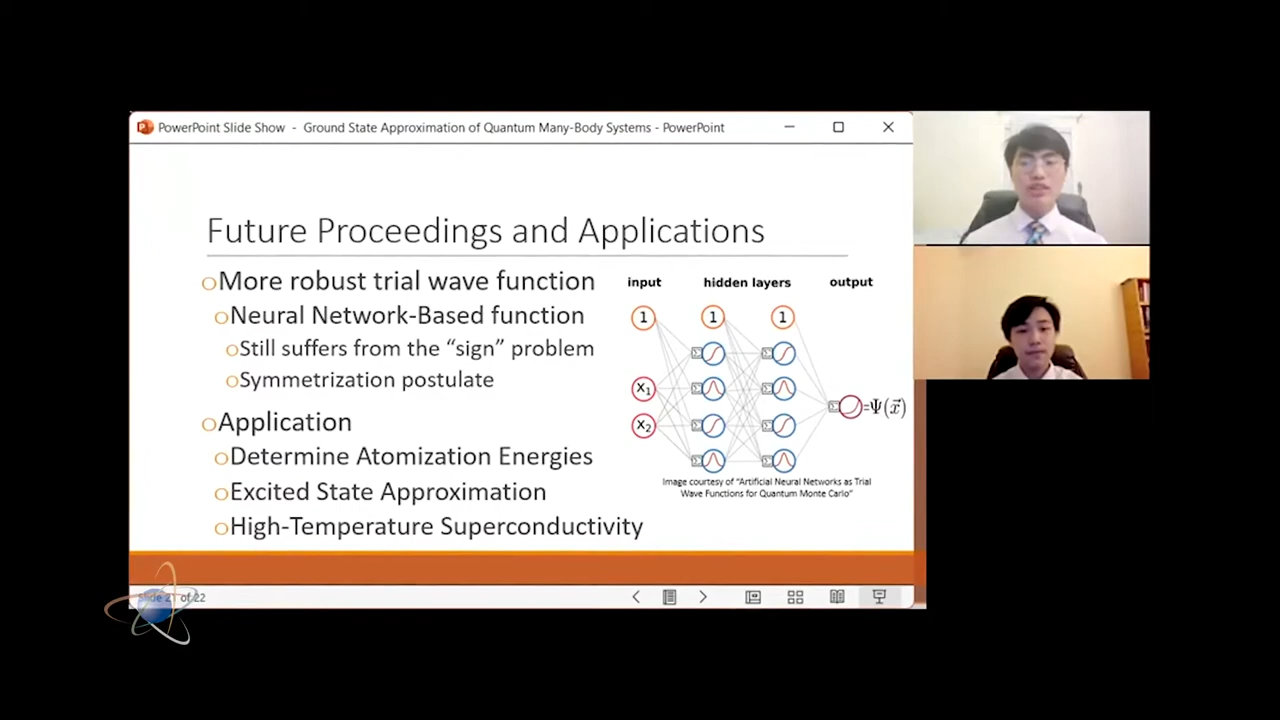 PowerPoint Slide Show - Ground State Approximation of Quantum Many-Body Systems - PowerPoint
Future Proceedings and Applications
More robust trial wave function
Neural Network-Based function
Still suffers from the “sign” problem
Symmetrization postulate
Application
Determine Atomization Energies
Excited State Approximation
High-Temperature Superconductivity
input hidden layers output
1 1 1
x₁
x₂
=Ψ(x⃗)
Image courtesy of “Artificial Neural Networks as Trial
Wave Functions for Quantum Monte Carlo”
Slide 21 of 22